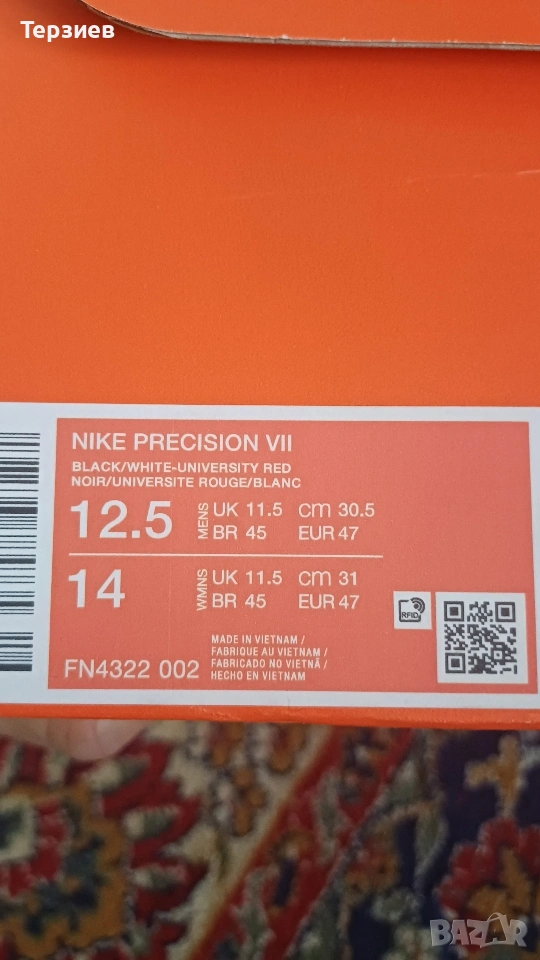 Терзиев
NIKE PRECISION VII
BLACK/WHITE-UNIVERSITY RED
NOIR/UNIVERSITE ROUGE/BLANC
12.5 MENS UK 11.5 cm 30.5
BR 45 EUR 47
14 WMNS UK 11.5 cm 31
BR 45 EUR 47
RFID
MADE IN VIETNAM /
FABRIQUE AU VIETNAM /
FABRICADO NO VIETNÃ /
HECHO EN VIETNAM
FN4322 002
BAZAR